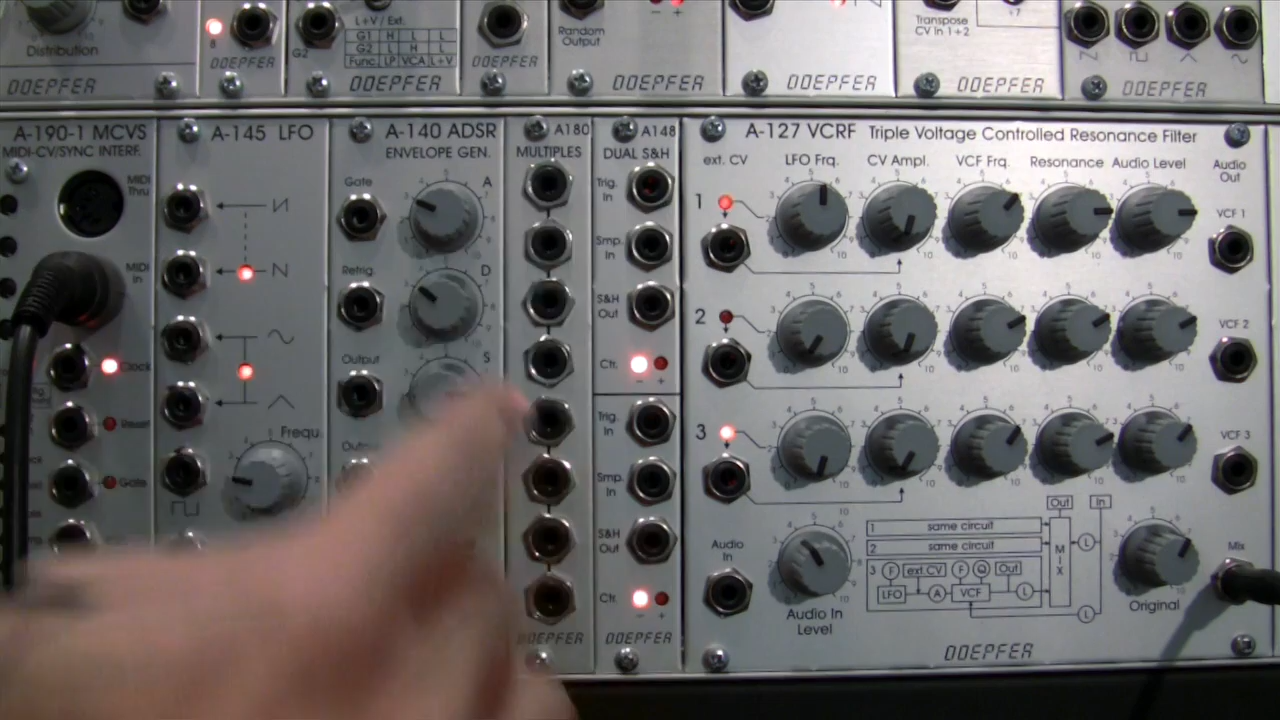 Distribution
B
G2
L+V / Ext.
G1 H L L
G2 L H L
Func. LP VCA L+V
Random
Output
+7
Transpose
CV In 1+2
DOEPFER
DOEPFER
DOEPFER
DOEPFER
DOEPFER
DOEPFER
DOEPFER
DOEPFER
A-190-1 MCVS
MIDI-CV/SYNC INTERF.
MIDI
Thru
MIDI
In
Clock
Reset
Gate
A-145 LFO
Frequ.
A-140 ADSR
ENVELOPE GEN.
Gate
A
Retrig.
D
Output
S
A180
MULTIPLES
DOEPFER
A148
DUAL S&H
Trig.
In
Smp.
In
S&H
Out
Ctr.
- +
Trig.
In
Smp.
In
S&H
Out
Ctr.
- +
DOEPFER
A-127 VCRF Triple Voltage Controlled Resonance Filter
ext. CV LFO Frq. CV Ampl. VCF Frq. Resonance Audio Level Audio
Out
1
VCF 1
2
VCF 2
3
VCF 3
Audio
In
Audio In
Level
Out In
1 same circuit
2 same circuit
3 F ext.CV F Q Out
LFO A VCF L
MIX
L
L
Original
Mix
DOEPFER